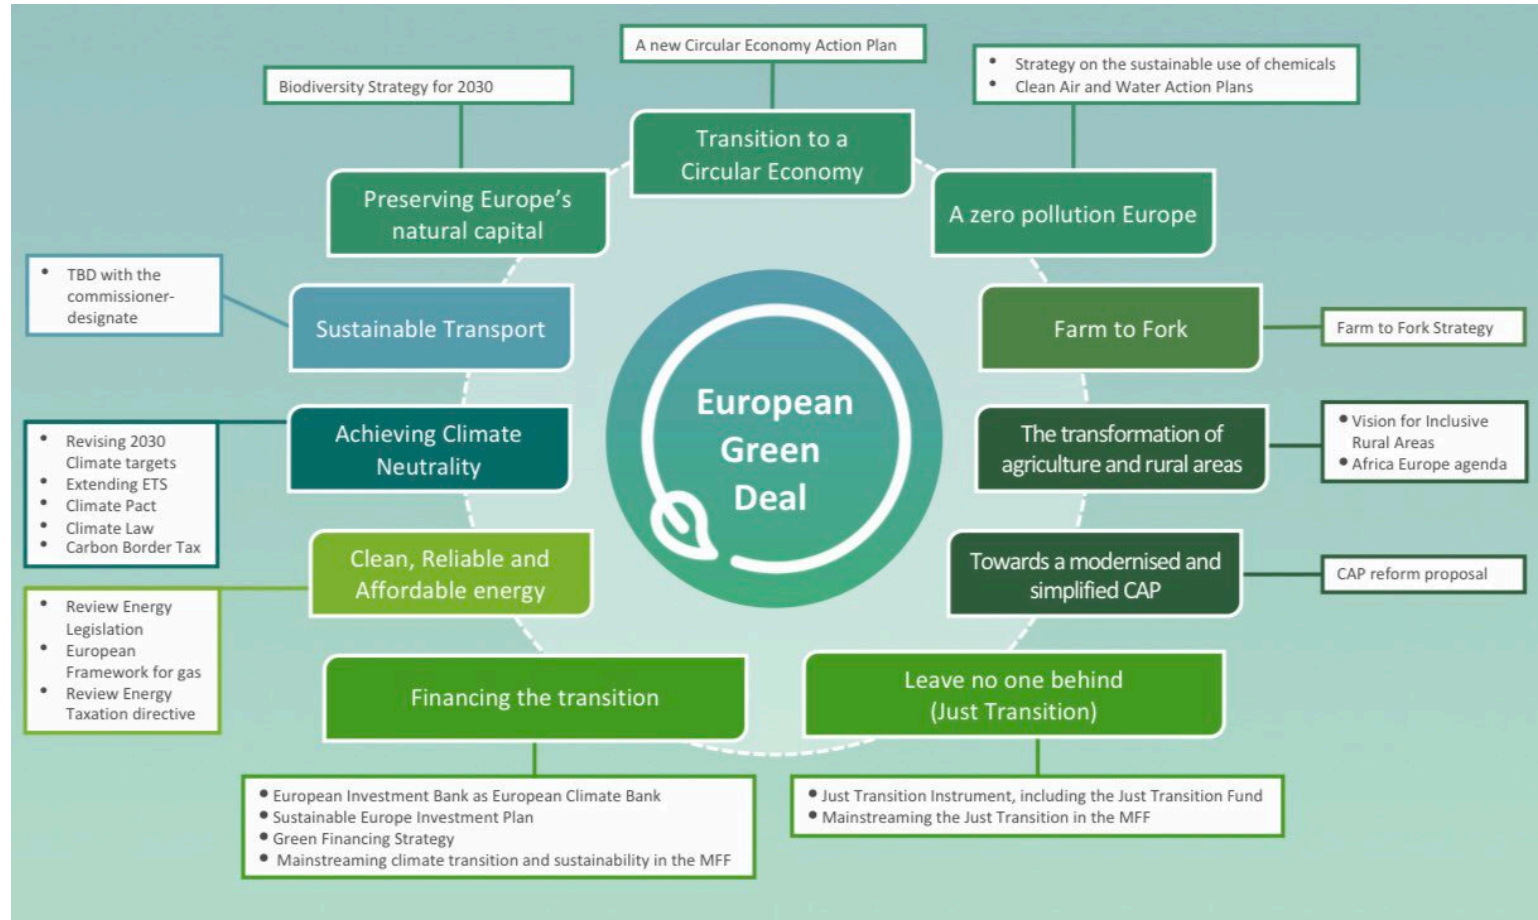 A new Circular Economy Action Plan
Biodiversity Strategy for 2030
• Strategy on the sustainable use of chemicals
• Clean Air and Water Action Plans
Transition to a
Circular Economy
Preserving Europe’s
natural capital
A zero pollution Europe
• TBD with the
commissioner-
designate
Sustainable Transport
Farm to Fork
Farm to Fork Strategy
European
Green
Deal
• Revising 2030
Climate targets
• Extending ETS
• Climate Pact
• Climate Law
• Carbon Border Tax
Achieving Climate
Neutrality
The transformation of
agriculture and rural areas
• Vision for Inclusive
Rural Areas
• Africa Europe agenda
Clean, Reliable and
Affordable energy
Towards a modernised and
simplified CAP
CAP reform proposal
• Review Energy
Legislation
• European
Framework for gas
• Review Energy
Taxation directive
Financing the transition
Leave no one behind
(Just Transition)
• European Investment Bank as European Climate Bank
• Sustainable Europe Investment Plan
• Green Financing Strategy
• Mainstreaming climate transition and sustainability in the MFF
• Just Transition Instrument, including the Just Transition Fund
• Mainstreaming the Just Transition in the MFF